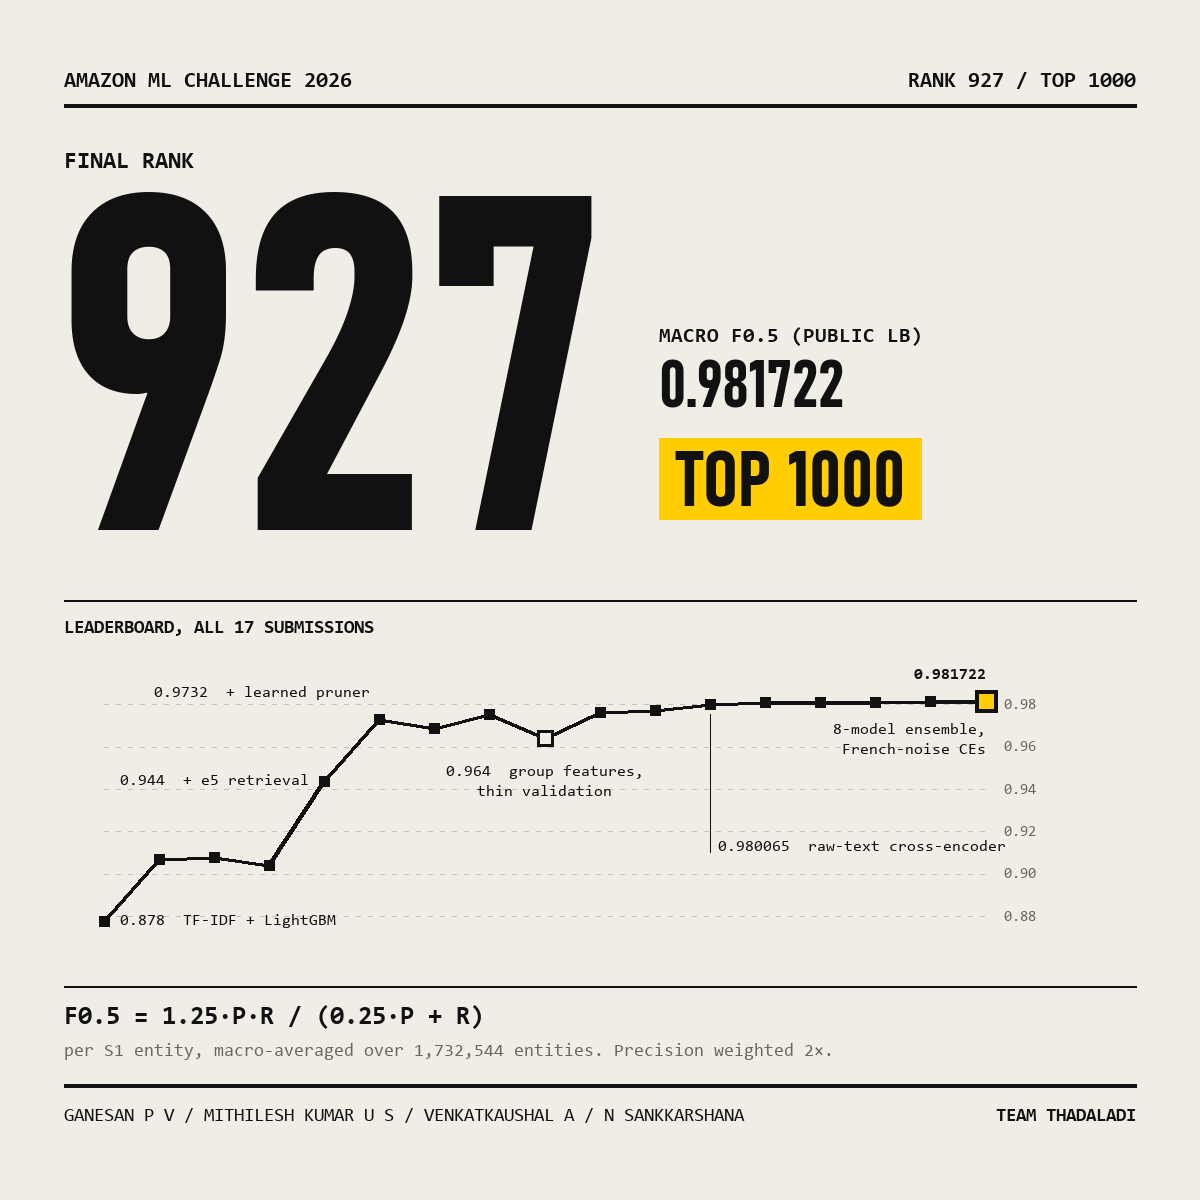 AMAZON ML CHALLENGE 2026
RANK 927 / TOP 1000
FINAL RANK
927
MACRO F0.5 (PUBLIC LB)
0.981722
TOP 1000
LEADERBOARD, ALL 17 SUBMISSIONS
0.981722
0.9732 + learned pruner
0.98
8-model ensemble,
French-noise CEs
0.96
0.964 group features,
thin validation
0.944 + e5 retrieval
0.94
0.92
0.980065 raw-text cross-encoder
0.90
0.878 TF-IDF + LightGBM
0.88
F0.5 = 1.25·P·R / (0.25·P + R)
per S1 entity, macro-averaged over 1,732,544 entities. Precision weighted 2×.
GANESAN P V / MITHILESH KUMAR U S / VENKATKAUSHAL A / N SANKKARSHANA
TEAM THADALADI